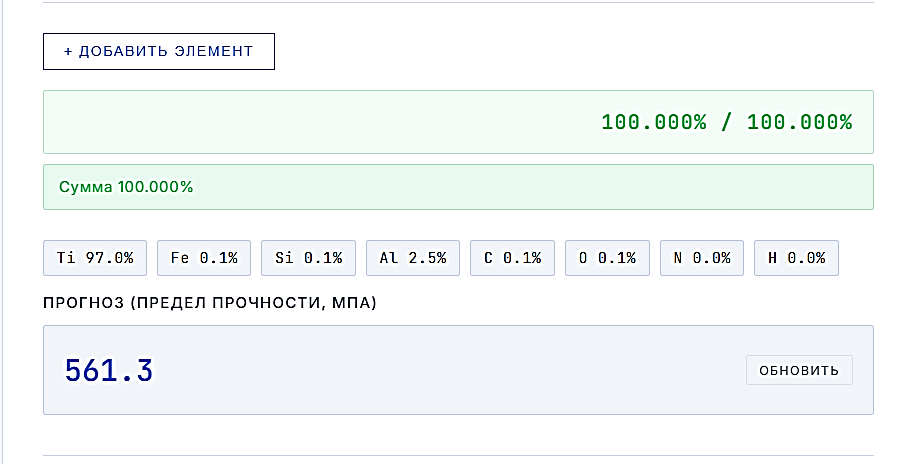 + ДОБАВИТЬ ЭЛЕМЕНТ
100.000% / 100.000%
Сумма 100.000%
Ti 97.0% Fe 0.1% Si 0.1% Al 2.5% C 0.1% O 0.1% N 0.0% H 0.0%
ПРОГНОЗ (ПРЕДЕЛ ПРОЧНОСТИ, МПА)
561.3 ОБНОВИТЬ